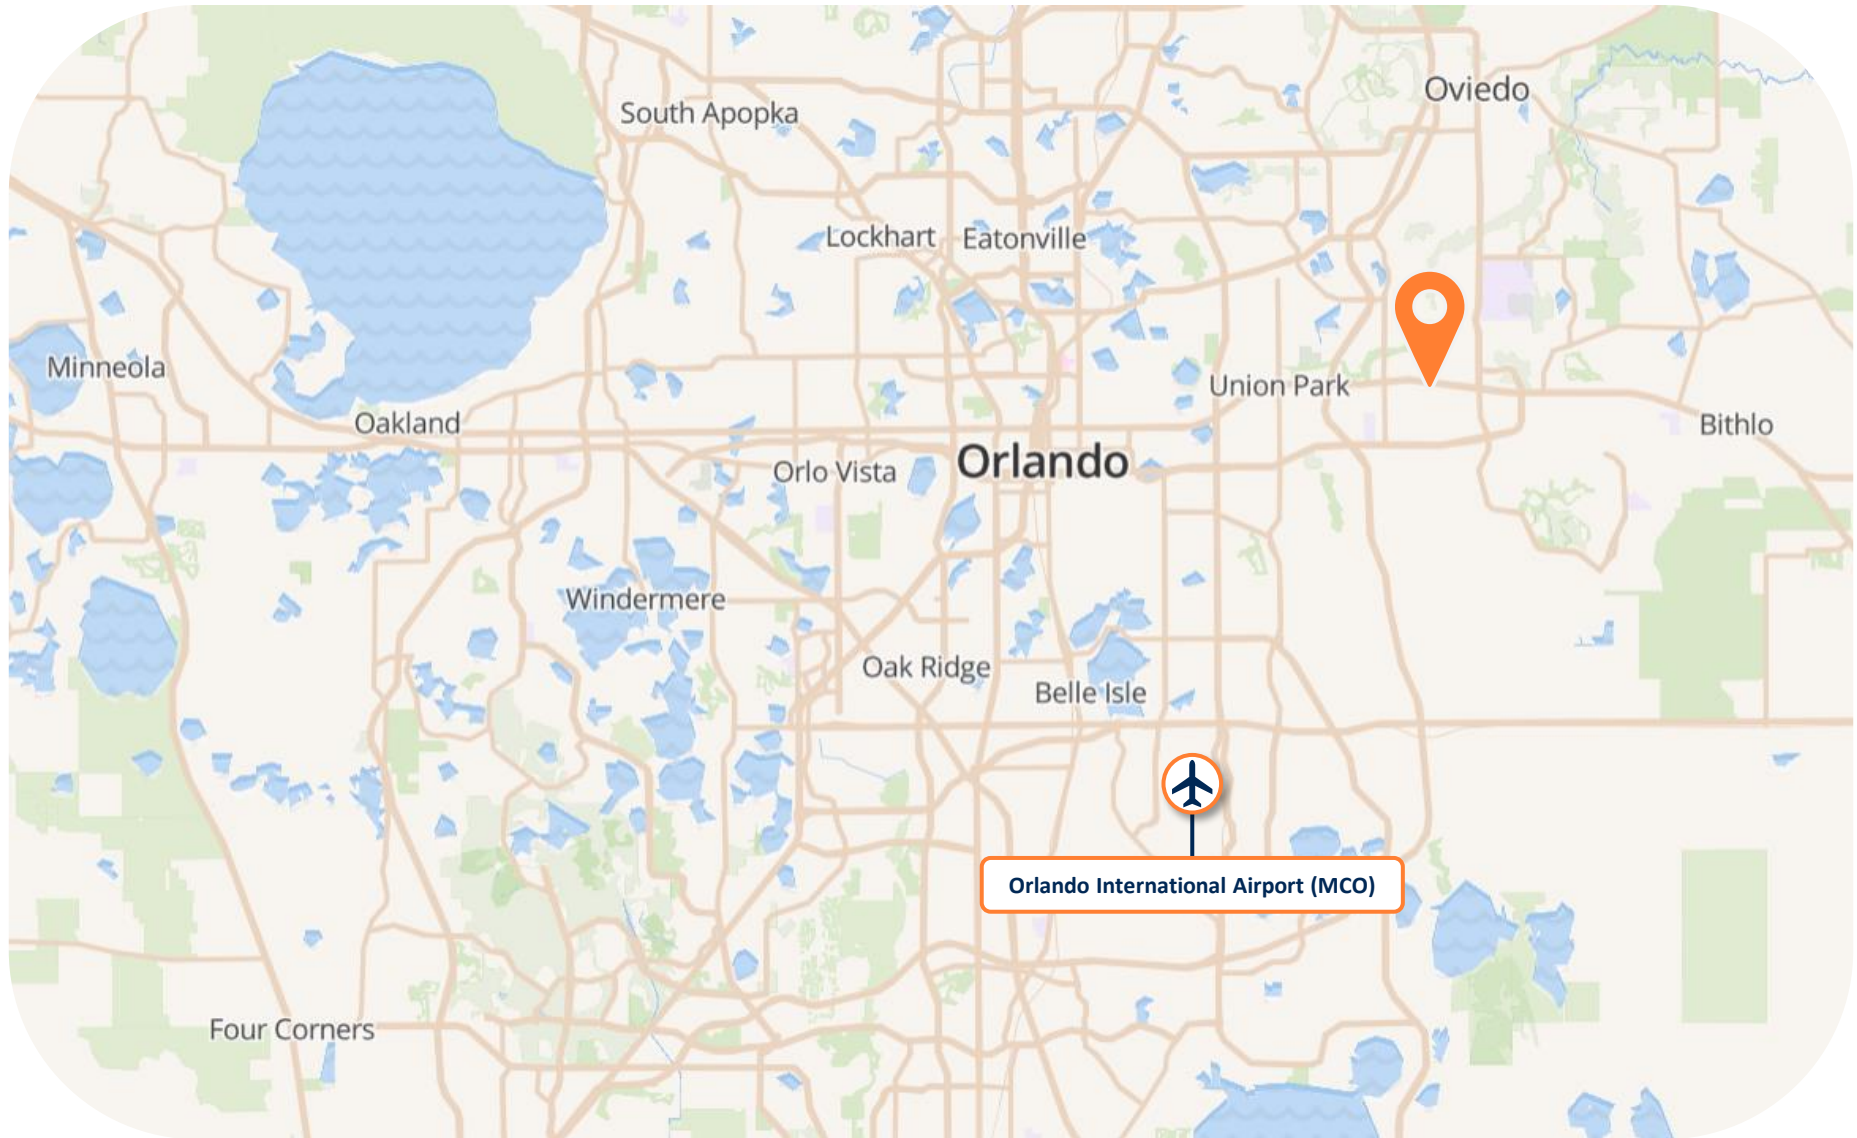 Oviedo
South Apopka
Lockhart
Eatonville
Minneola
Union Park
Oakland
Bithlo
Orlando
Orlo Vista
Windermere
Oak Ridge
Belle Isle
Orlando International Airport (MCO)
Four Corners